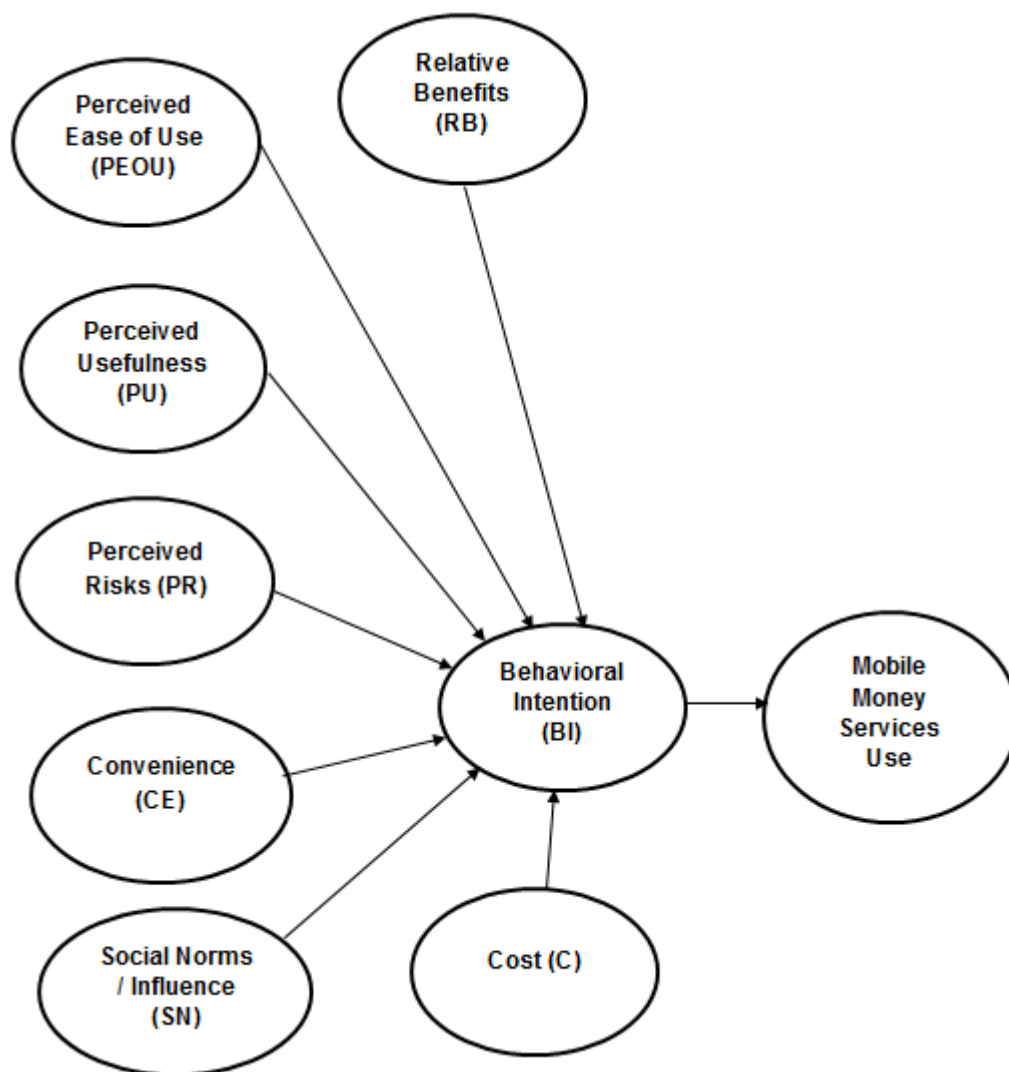 Relative
Benefits
(RB)
Perceived
Ease of Use
(PEOU)
Perceived
Usefulness
(PU)
Perceived
Risks (PR)
Behavioral
Intention
(BI)
Mobile
Money
Services
Use
Convenience
(CE)
Social Norms
/ Influence
(SN)
Cost (C)